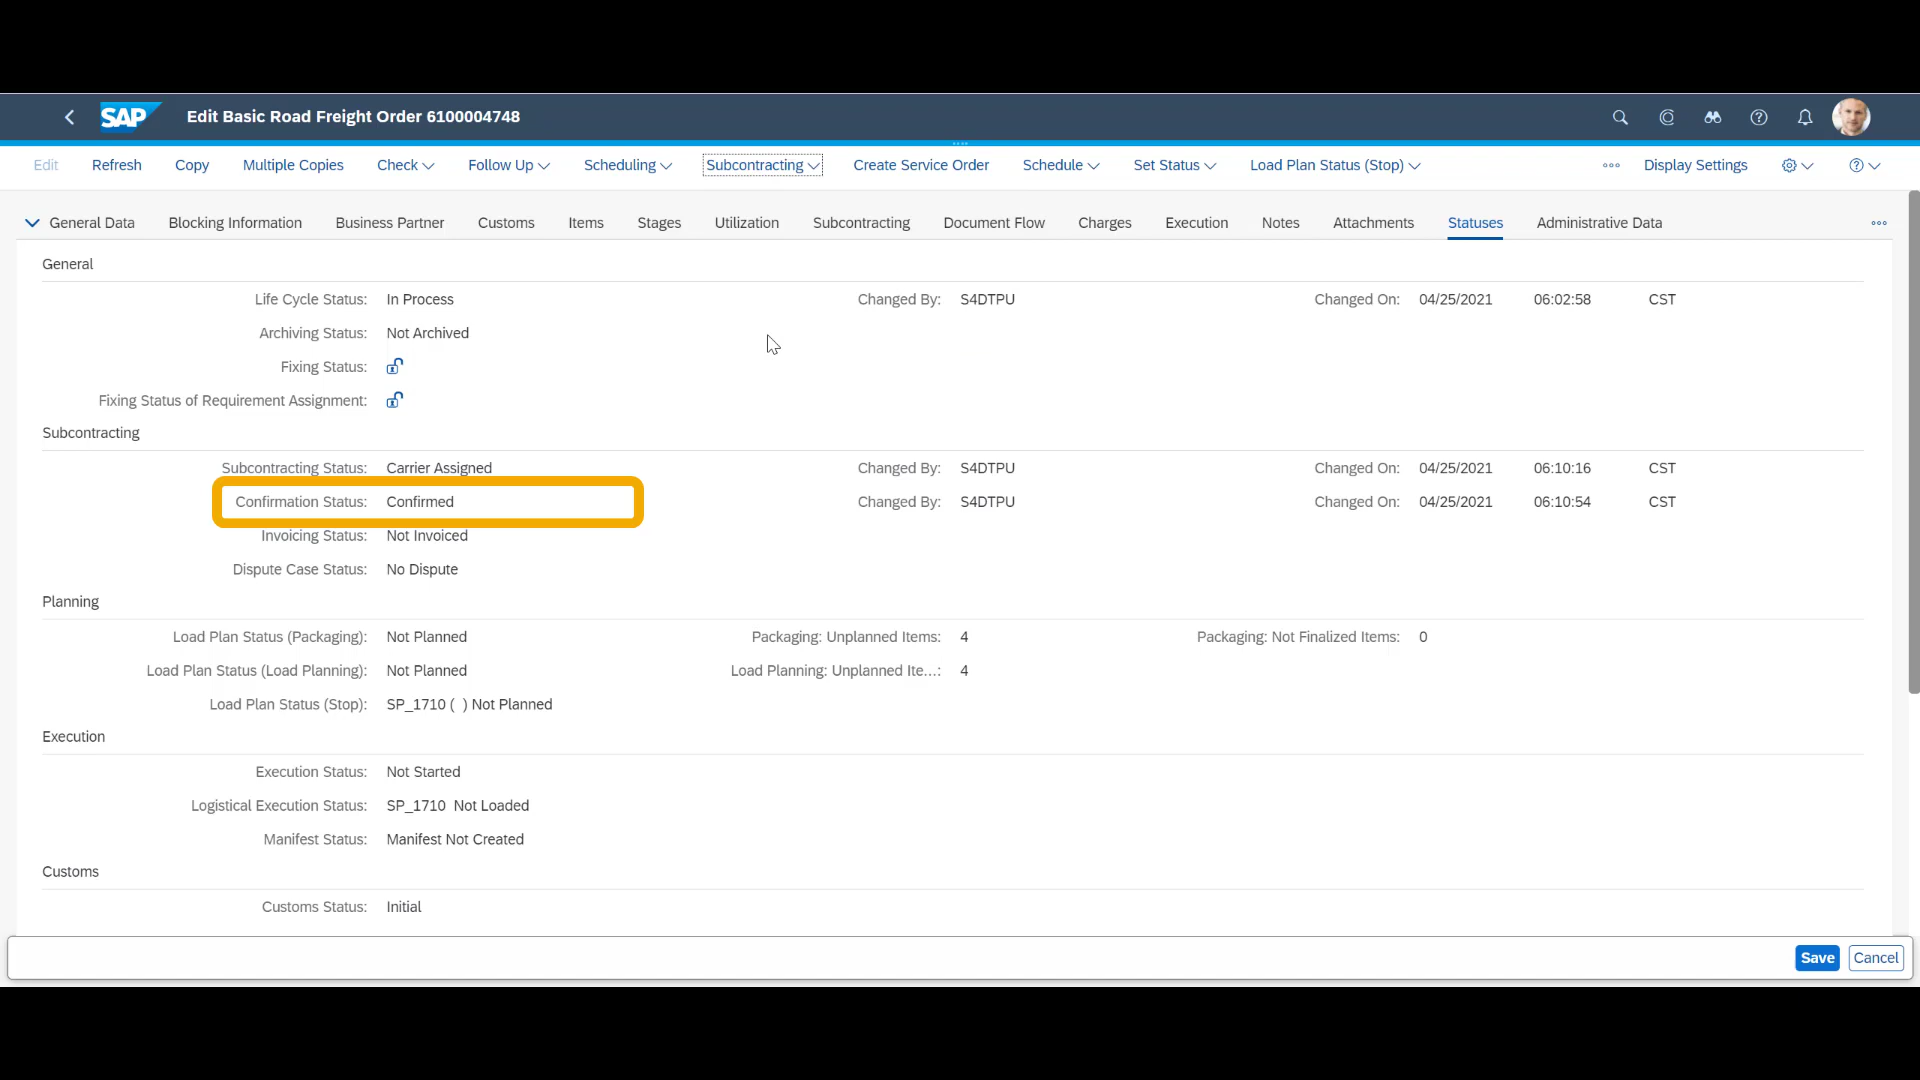 SAP Edit Basic Road Freight Order 6100004748
Edit Refresh Copy Multiple Copies Check Follow Up Scheduling Subcontracting Create Service Order Schedule Set Status Load Plan Status (Stop) Display Settings
General Data Blocking Information Business Partner Customs Items Stages Utilization Subcontracting Document Flow Charges Execution Notes Attachments Statuses Administrative Data
General
Life Cycle Status: In Process Changed By: S4DTPU Changed On: 04/25/2021 06:02:58 CST
Archiving Status: Not Archived
Fixing Status:
Fixing Status of Requirement Assignment:
Subcontracting
Subcontracting Status: Carrier Assigned Changed By: S4DTPU Changed On: 04/25/2021 06:10:16 CST
Confirmation Status: Confirmed Changed By: S4DTPU Changed On: 04/25/2021 06:10:54 CST
Invoicing Status: Not Invoiced
Dispute Case Status: No Dispute
Planning
Load Plan Status (Packaging): Not Planned Packaging: Unplanned Items: 4 Packaging: Not Finalized Items: 0
Load Plan Status (Load Planning): Not Planned Load Planning: Unplanned Ite...: 4
Load Plan Status (Stop): SP_1710 ( ) Not Planned
Execution
Execution Status: Not Started
Logistical Execution Status: SP_1710 Not Loaded
Manifest Status: Manifest Not Created
Customs
Customs Status: Initial
Save Cancel